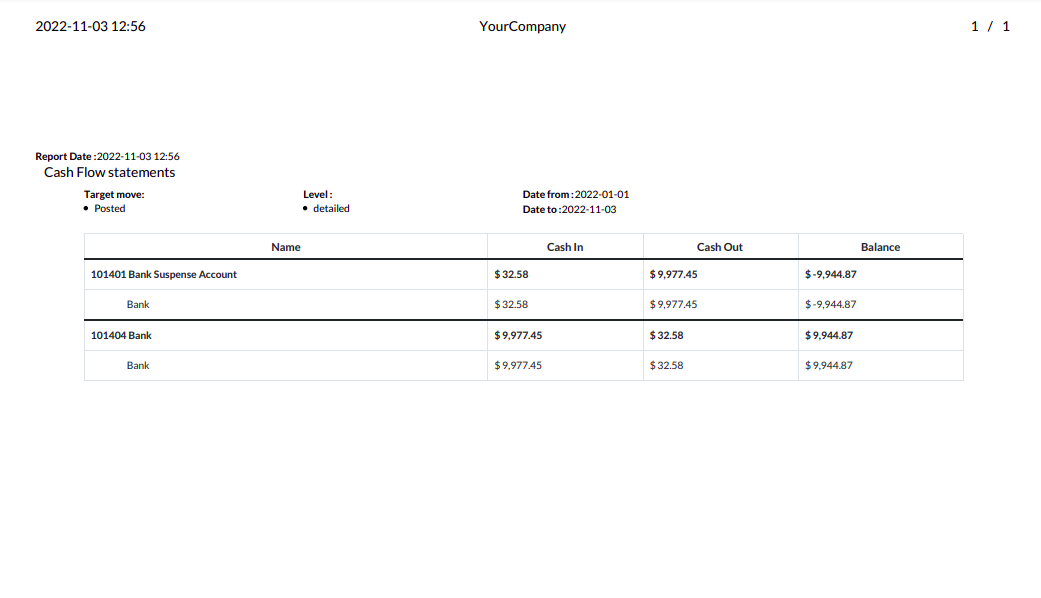 2022-11-03 12:56 YourCompany 1 / 1
Report Date :2022-11-03 12:56
Cash Flow statements
Target move: Level : Date from :2022-01-01
• Posted • detailed Date to :2022-11-03
Name Cash In Cash Out Balance
101401 Bank Suspense Account $ 32.58 $ 9,977.45 $ -9,944.87
Bank $ 32.58 $ 9,977.45 $ -9,944.87
101404 Bank $ 9,977.45 $ 32.58 $ 9,944.87
Bank $ 9,977.45 $ 32.58 $ 9,944.87